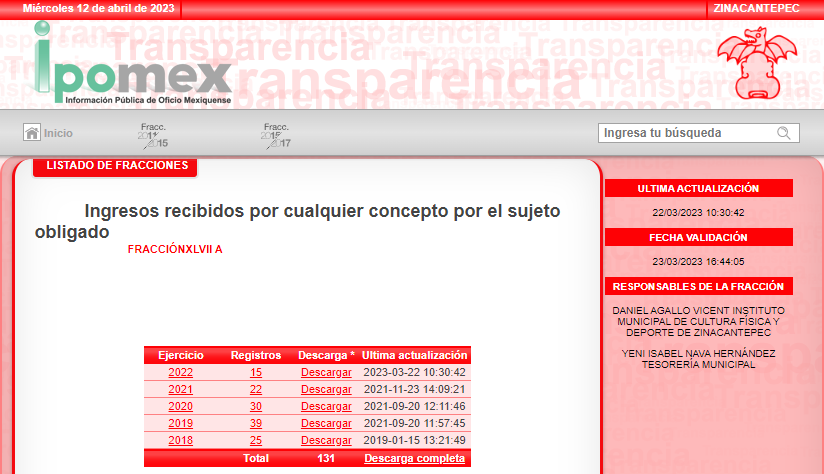 Miércoles 12 de abril de 2023
ZINACANTEPEC
Transparencia
ipomex
Información Pública de Oficio Mexiquense
Inicio
Fracc.
2015
Fracc.
2017
Ingresa tu búsqueda
LISTADO DE FRACCIONES
Ingresos recibidos por cualquier concepto por el sujeto
obligado
FRACCIÓNXLVII A
Ejercicio Registros Descarga * Ultima actualización
2022 15 Descargar 2023-03-22 10:30:42
2021 22 Descargar 2021-11-23 14:09:21
2020 30 Descargar 2021-09-20 12:11:46
2019 39 Descargar 2021-09-20 11:57:45
2018 25 Descargar 2019-01-15 13:21:49
Total 131 Descarga completa
ULTIMA ACTUALIZACIÓN
22/03/2023 10:30:42
FECHA VALIDACIÓN
23/03/2023 16:44:05
RESPONSABLES DE LA FRACCIÓN
DANIEL AGALLO VICENT INSTITUTO
MUNICIPAL DE CULTURA FÍSICA Y
DEPORTE DE ZINACANTEPEC
YENI ISABEL NAVA HERNÁNDEZ
TESORERÍA MUNICIPAL